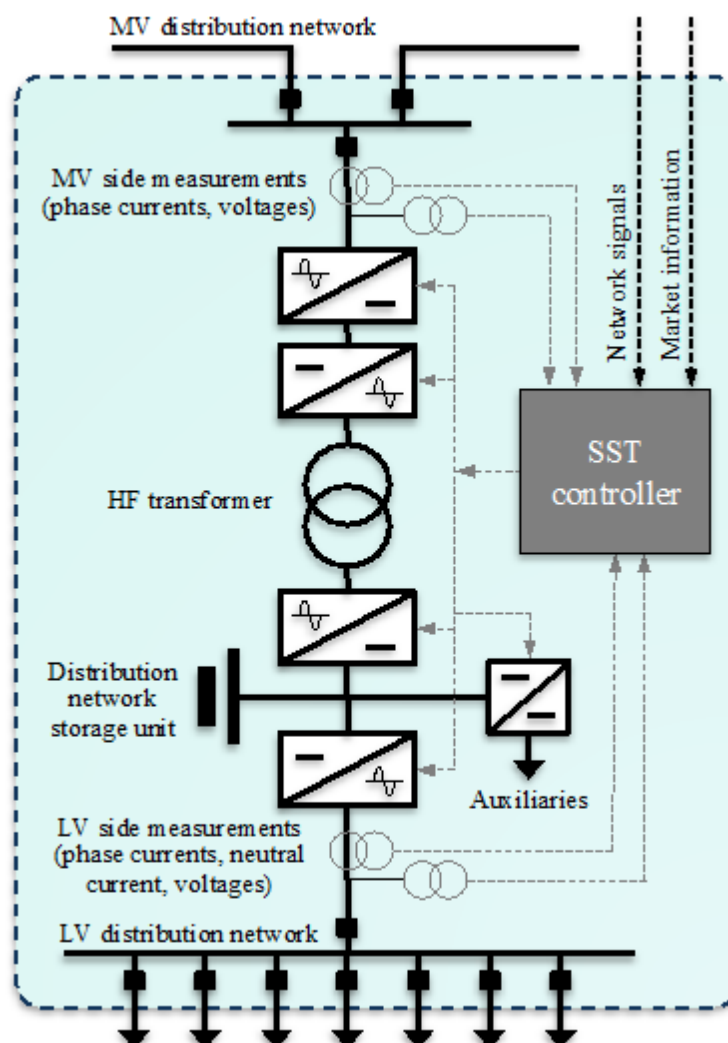 MV distribution network
MV side measurements
(phase currents, voltages)
Network signals
Market information
SST
controller
HF transformer
Distribution
network
storage unit
Auxiliaries
LV side measurements
(phase currents, neutral
current, voltages)
LV distribution network